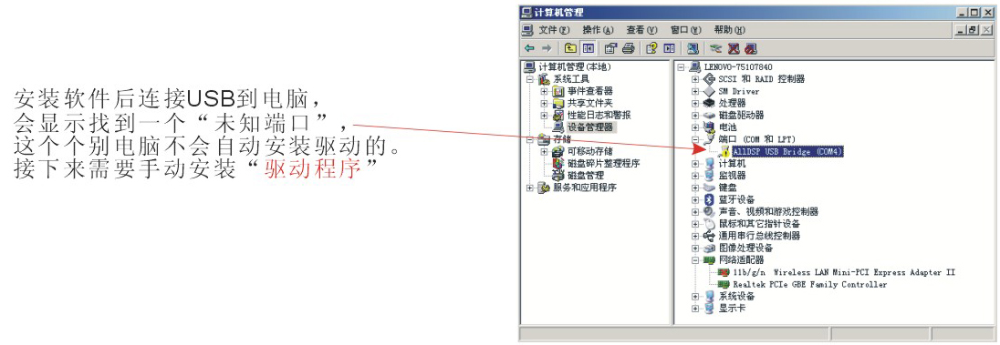 安装软件后连接USB到电脑，
会显示找到一个“未知端口”，
这个个别电脑不会自动安装驱动的。
接下来需要手动安装“驱动程序”
计算机管理
文件(F) 操作(A) 查看(V) 窗口(W) 帮助(H)
计算机管理(本地)
系统工具
事件查看器
共享文件夹
性能日志和警报
设备管理器
存储
可移动存储
磁盘碎片整理程序
磁盘管理
服务和应用程序
LENOVO-75107840
SCSI 和 RAID 控制器
SM Driver
处理器
磁盘驱动器
电池
端口 (COM 和 LPT)
AllDSP USB Bridge (COM4)
计算机
监视器
键盘
蓝牙设备
声音、视频和游戏控制器
鼠标和其它指针设备
通用串行总线控制器
图像处理设备
网络适配器
11b/g/n Wireless LAN Mini-PCI Express Adapter II
Realtek PCIe GBE Family Controller
系统设备
显示卡